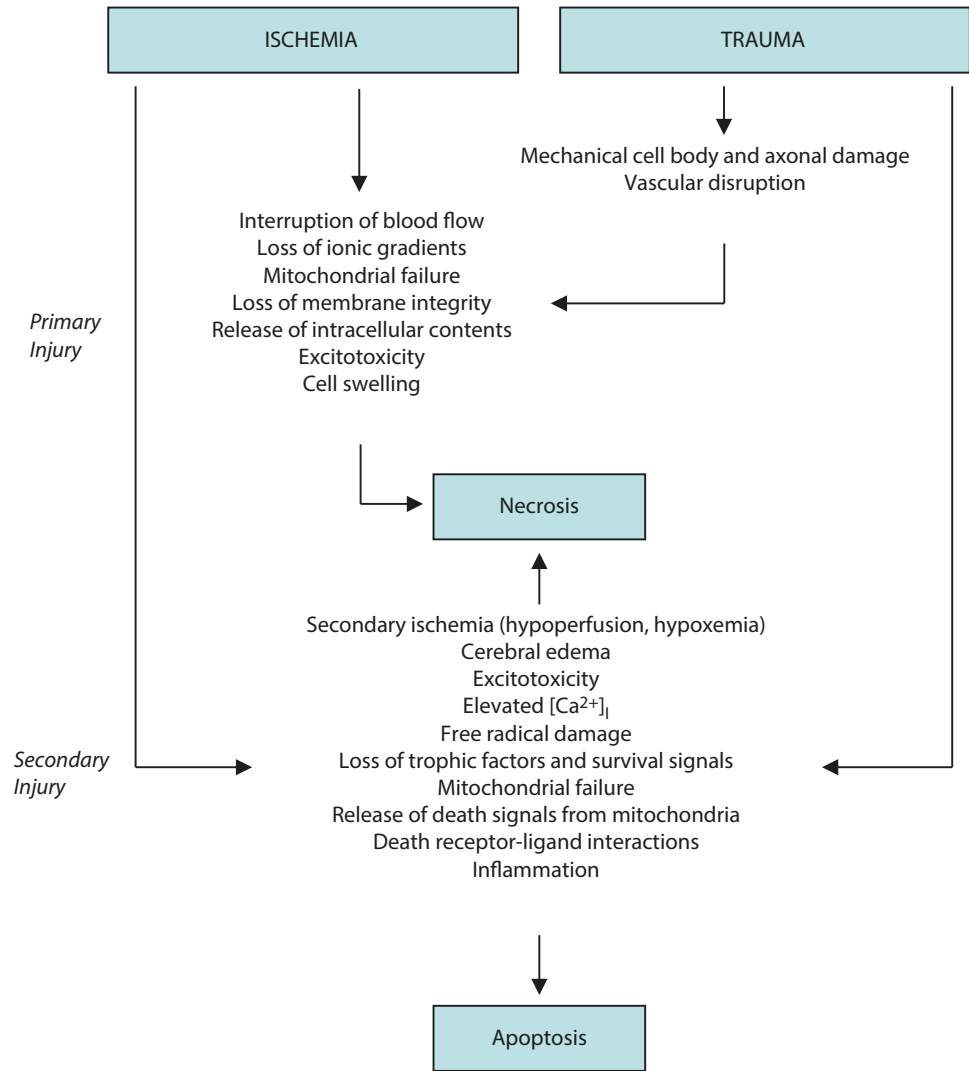 ISCHEMIA
TRAUMA
Mechanical cell body and axonal damage
Vascular disruption
Interruption of blood flow
Loss of ionic gradients
Mitochondrial failure
Loss of membrane integrity
Release of intracellular contents
Excitotoxicity
Cell swelling
Primary
Injury
Necrosis
Secondary ischemia (hypoperfusion, hypoxemia)
Cerebral edema
Excitotoxicity
Elevated [Ca²⁺]ₗ
Free radical damage
Loss of trophic factors and survival signals
Mitochondrial failure
Release of death signals from mitochondria
Death receptor-ligand interactions
Inflammation
Secondary
Injury
Apoptosis